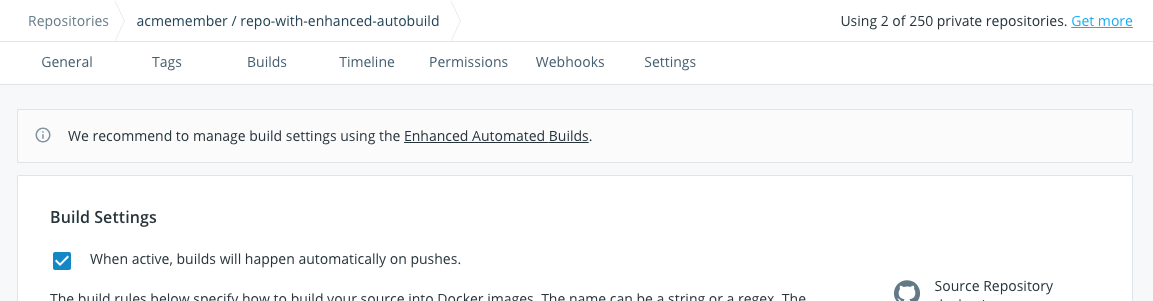 Repositories acmemember / repo-with-enhanced-autobuild Using 2 of 250 private repositories. Get more
General Tags Builds Timeline Permissions Webhooks Settings
We recommend to manage build settings using the Enhanced Automated Builds.
Build Settings
When active, builds will happen automatically on pushes.
Source Repository
The build rules below specify how to build your source into Docker images. The name can be a string or a regex. The